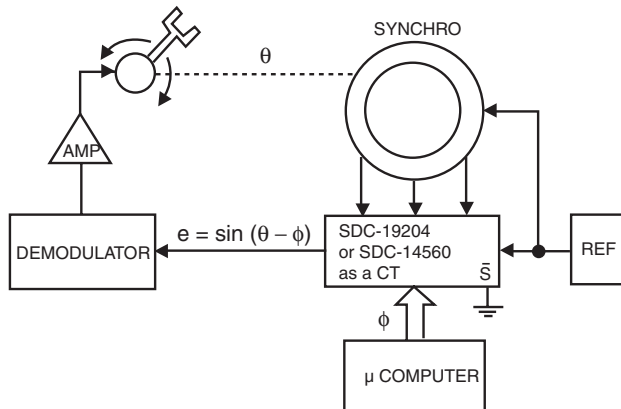 SYNCHRO
θ
AMP
DEMODULATOR
e = sin (θ – ϕ)
SDC-19204
or SDC-14560
as a CT
S̄
REF
ϕ
µ COMPUTER